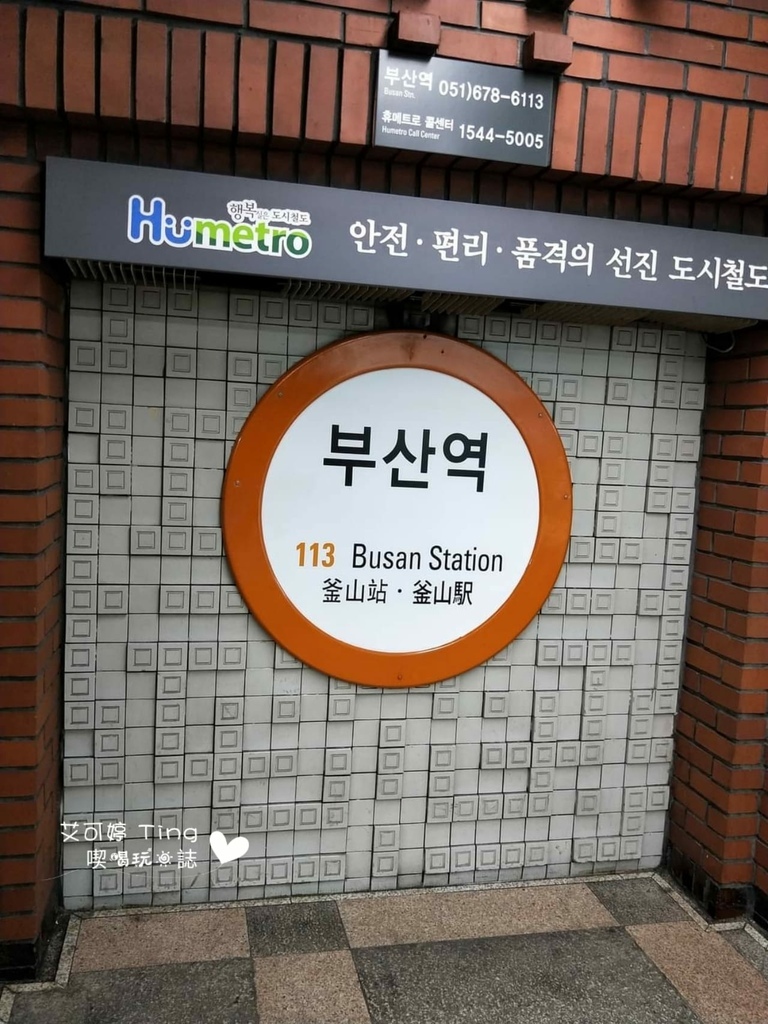 부산역 051)678-6113
Busan Stn.
휴메트로 콜센터 1544-5005
Humetro Call Center
행복실은 도시철도
Humetro
안전·편리·품격의 선진 도시철도
부산역
113 Busan Station
釜山站·釜山駅
艾可婷 Ting
喫喝玩誌